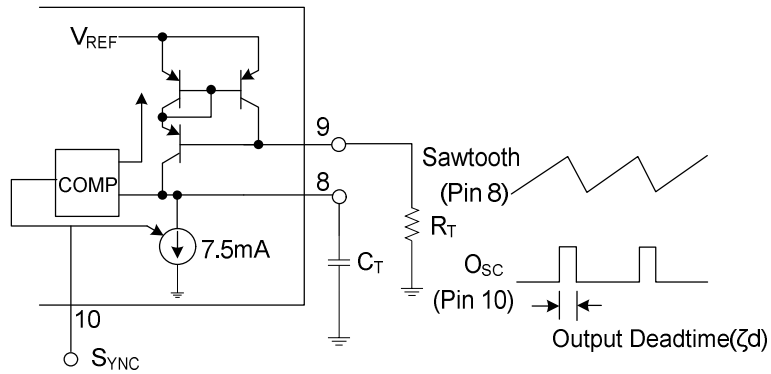 VREF
9
COMP
8
7.5mA
10
SYNC
RT
CT
Sawtooth
(Pin 8)
OSC
(Pin 10)
Output Deadtime(ζd)